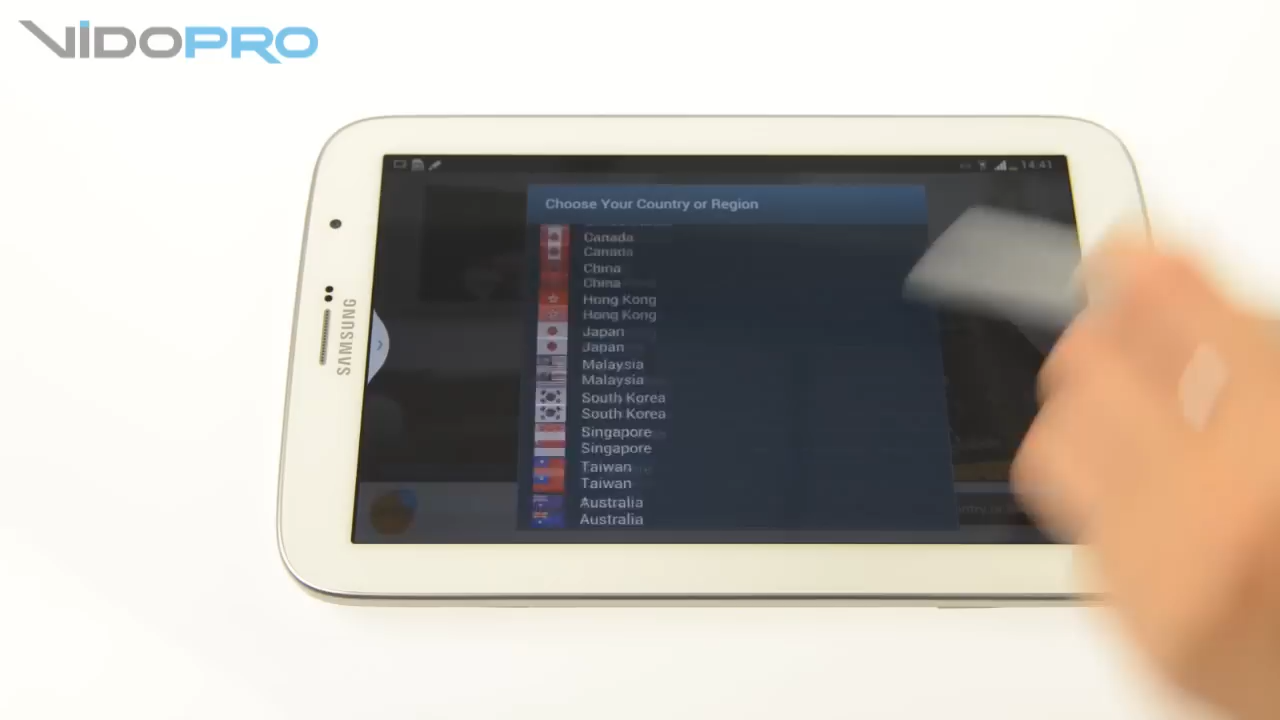 VIDOPRO
14:41
Choose Your Country or Region
Canada
Canada
China
China
Hong Kong
Hong Kong
Japan
Japan
Malaysia
Malaysia
South Korea
South Korea
Singapore
Singapore
Taiwan
Taiwan
Australia
Australia
SAMSUNG